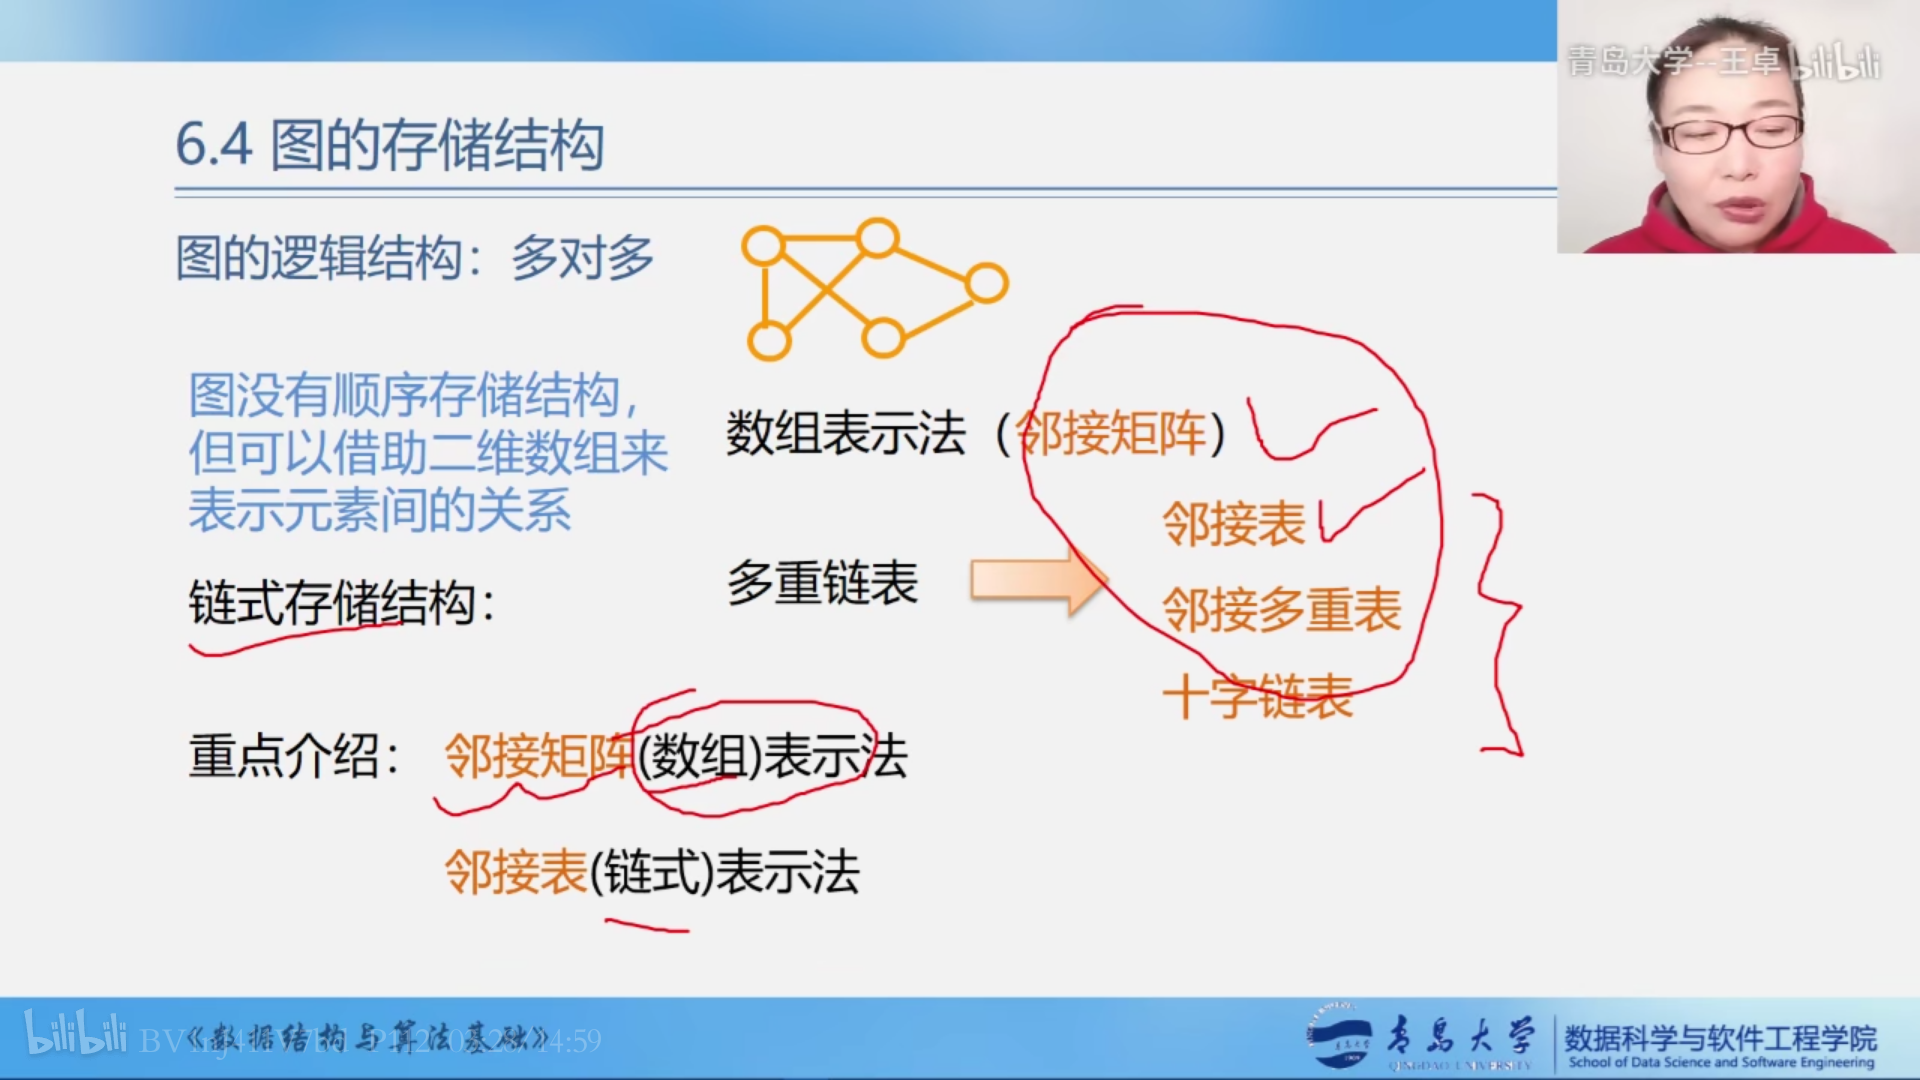 青岛大学--王卓 bilibili
6.4 图的存储结构
图的逻辑结构：多对多
图没有顺序存储结构，
但可以借助二维数组来
表示元素间的关系
数组表示法（邻接矩阵）
链式存储结构：
多重链表
邻接表
邻接多重表
十字链表
重点介绍：
邻接矩阵(数组)表示法
邻接表(链式)表示法
bilibili
《数据结构与算法基础》
14:59
青岛大学
QINGDAO UNIVERSITY
数据科学与软件工程学院
School of Data Science and Software Engineering